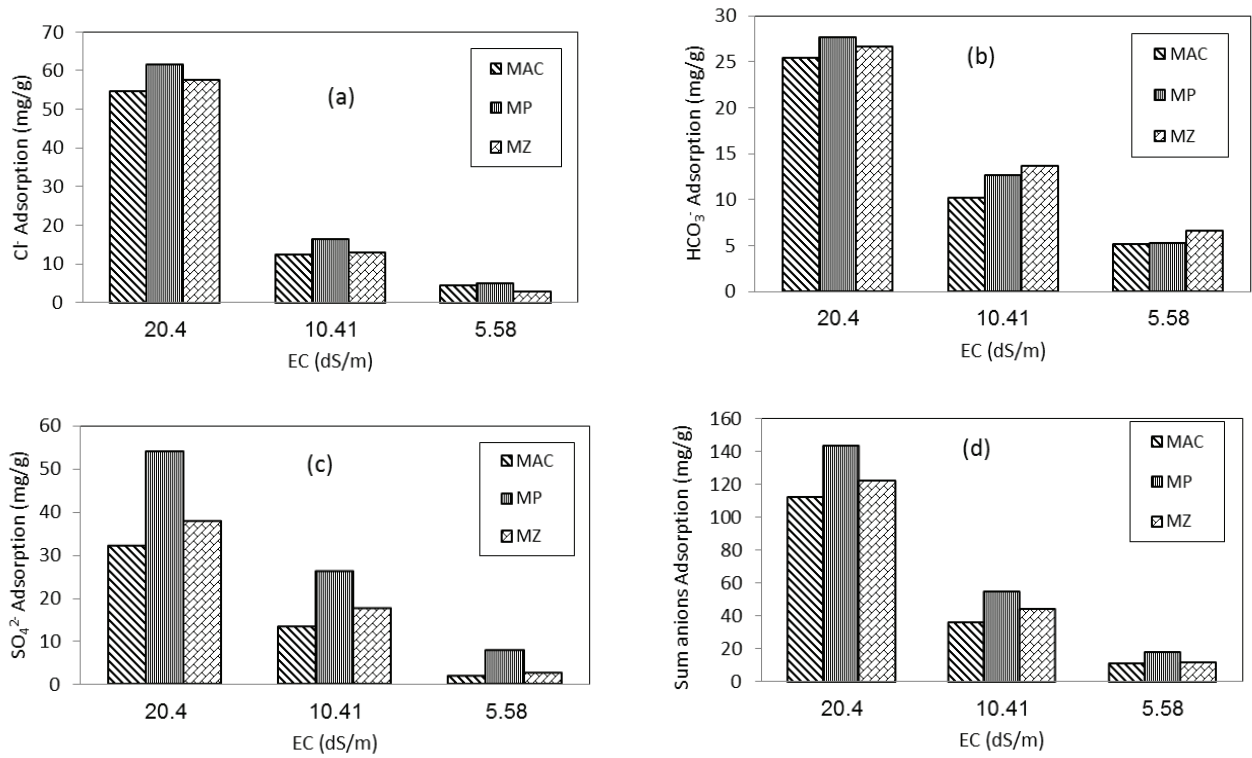 Cl- Adsorption (mg/g)
70
60
50
40
30
20
10
0
(a)
MAC
MP
MZ
20.4 10.41 5.58
EC (dS/m)
HCO3- Adsorption (mg/g)
30
25
20
15
10
5
0
(b)
MAC
MP
MZ
20.4 10.41 5.58
EC (dS/m)
SO4 2- Adsorption (mg/g)
60
50
40
30
20
10
0
(c)
MAC
MP
MZ
20.4 10.41 5.58
EC (dS/m)
Sum anions Adsorption (mg/g)
160
140
120
100
80
60
40
20
0
(d)
MAC
MP
MZ
20.4 10.41 5.58
EC (dS/m)